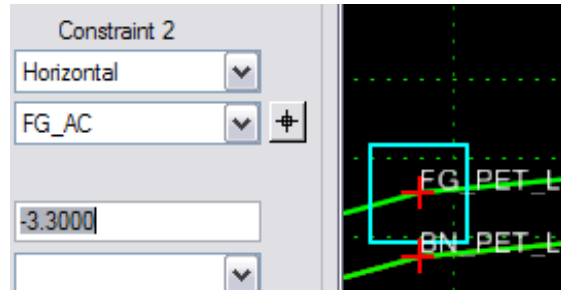 Constraint 2
Horizontal
FG_AC
-3.3000
FG_PET_L
BN_PET_L